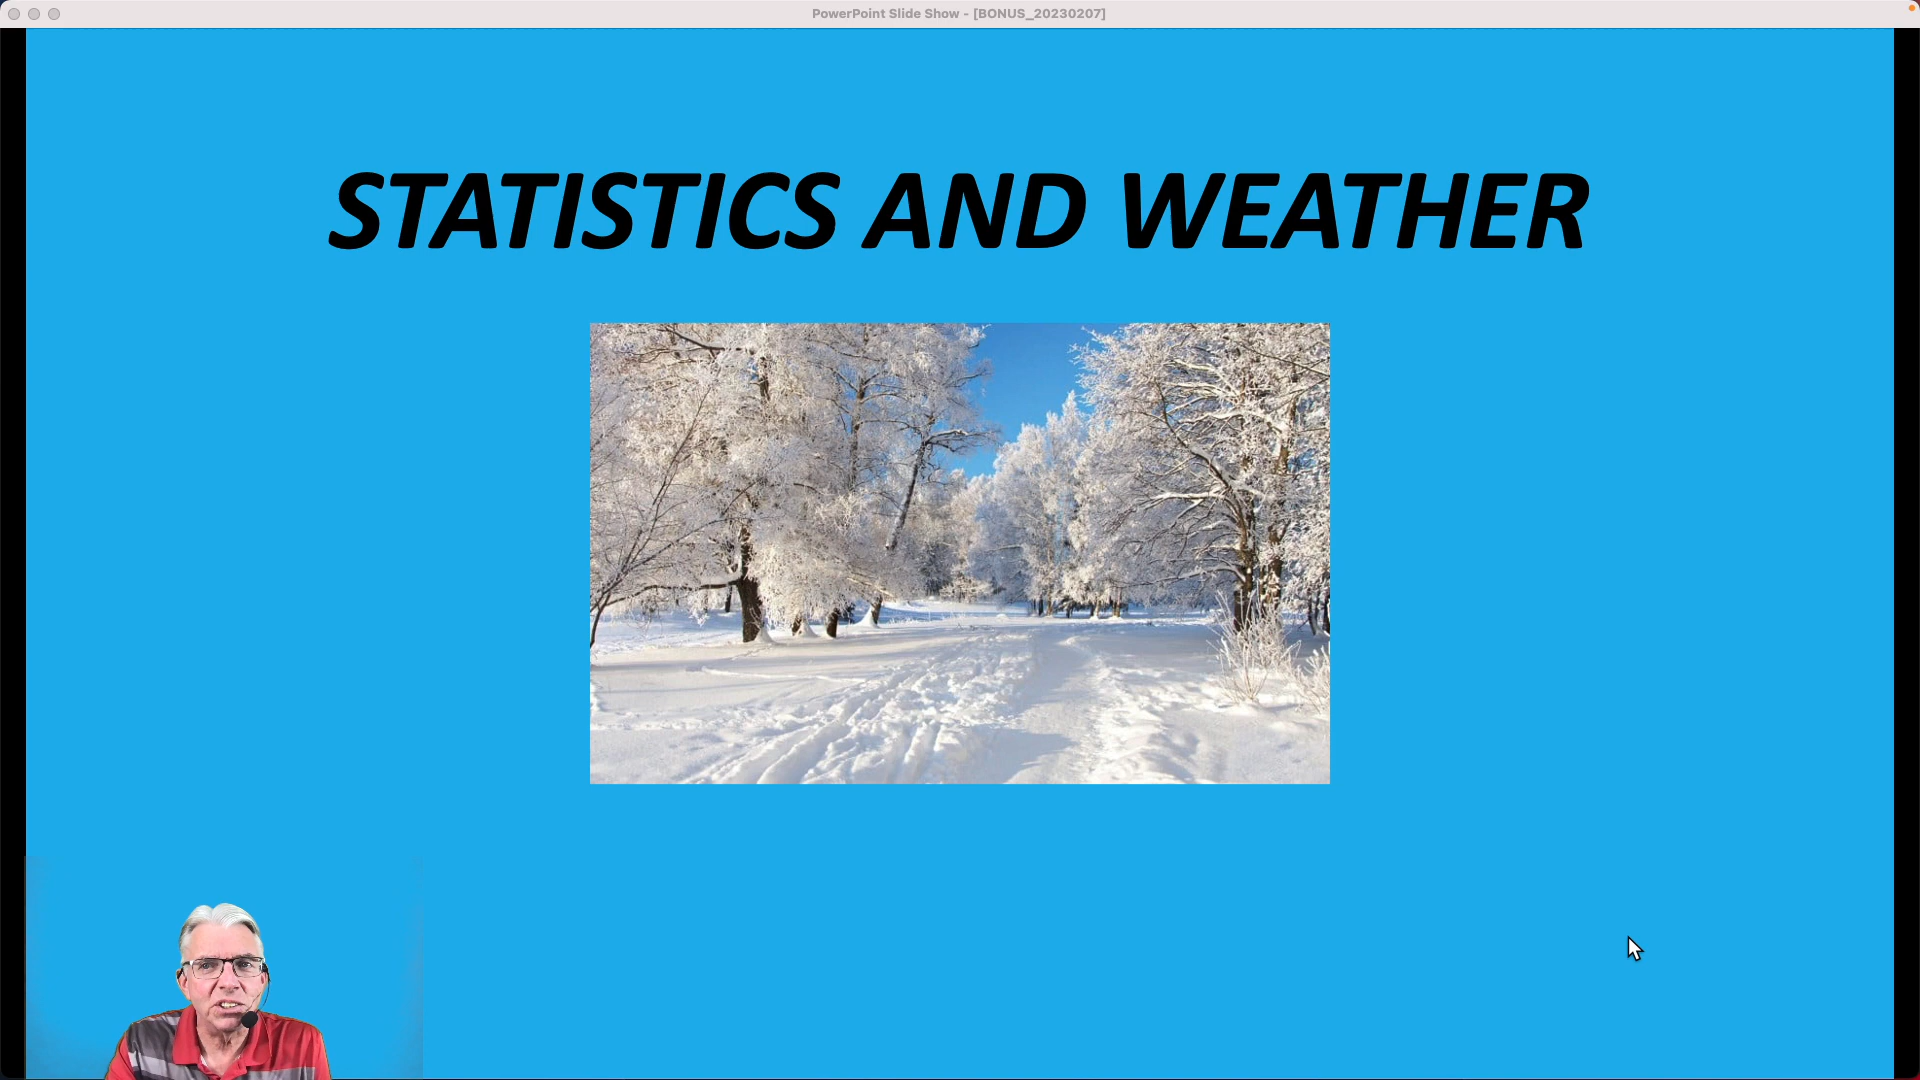 PowerPoint Slide Show - [BONUS_20230207]
STATISTICS AND WEATHER